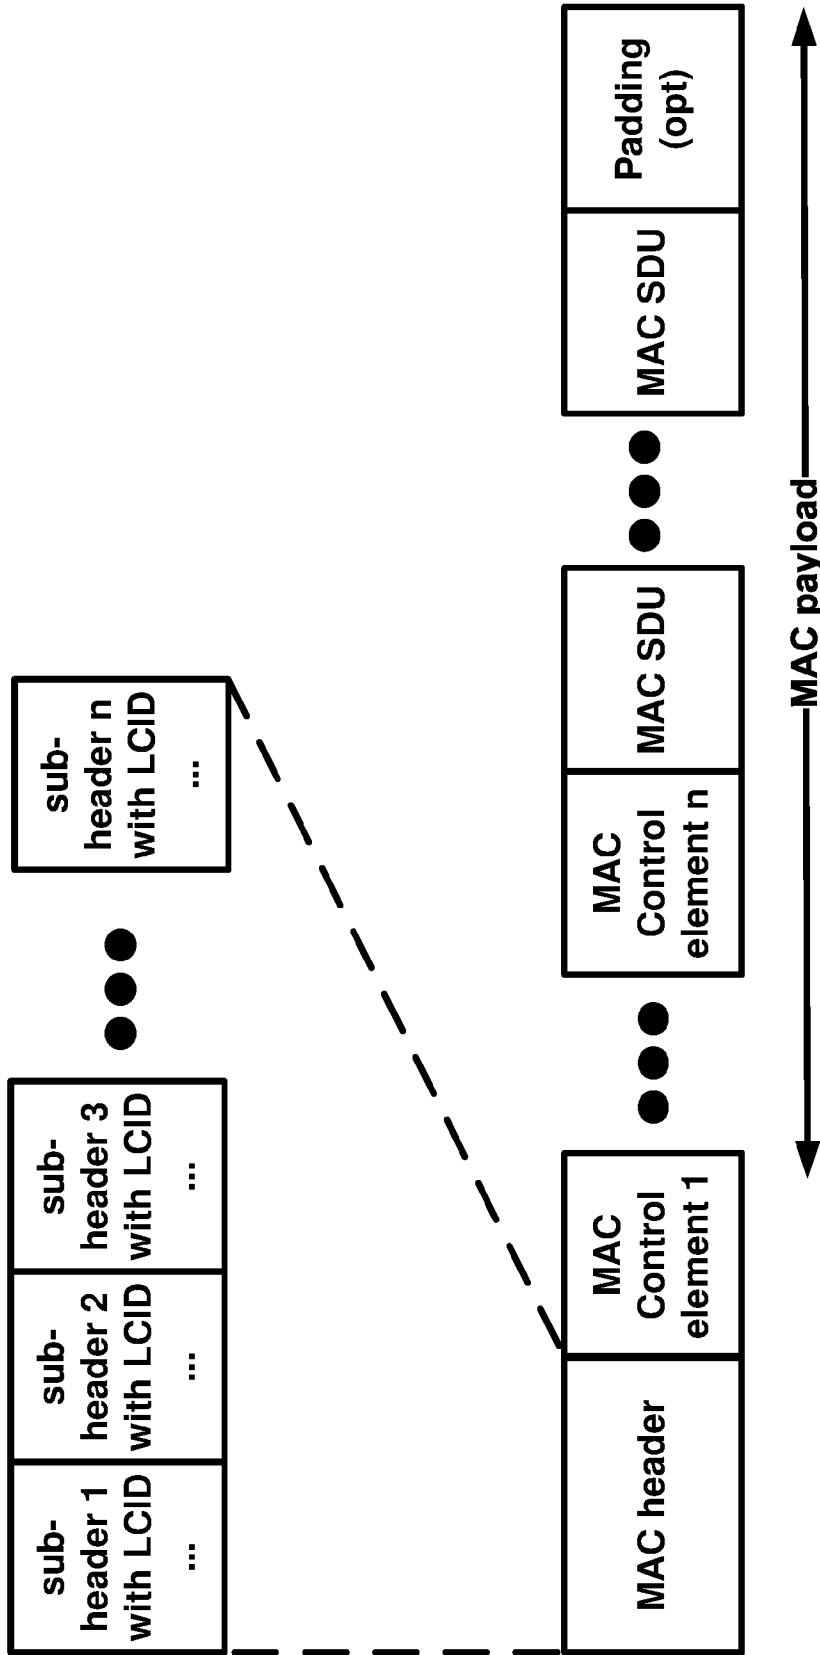 sub-
header 1
with LCID
...
sub-
header 2
with LCID
...
sub-
header 3
with LCID
...
sub-
header n
with LCID
...
MAC header
MAC
Control
element 1
MAC
Control
element n
MAC SDU
MAC SDU
Padding
(opt)
MAC payload